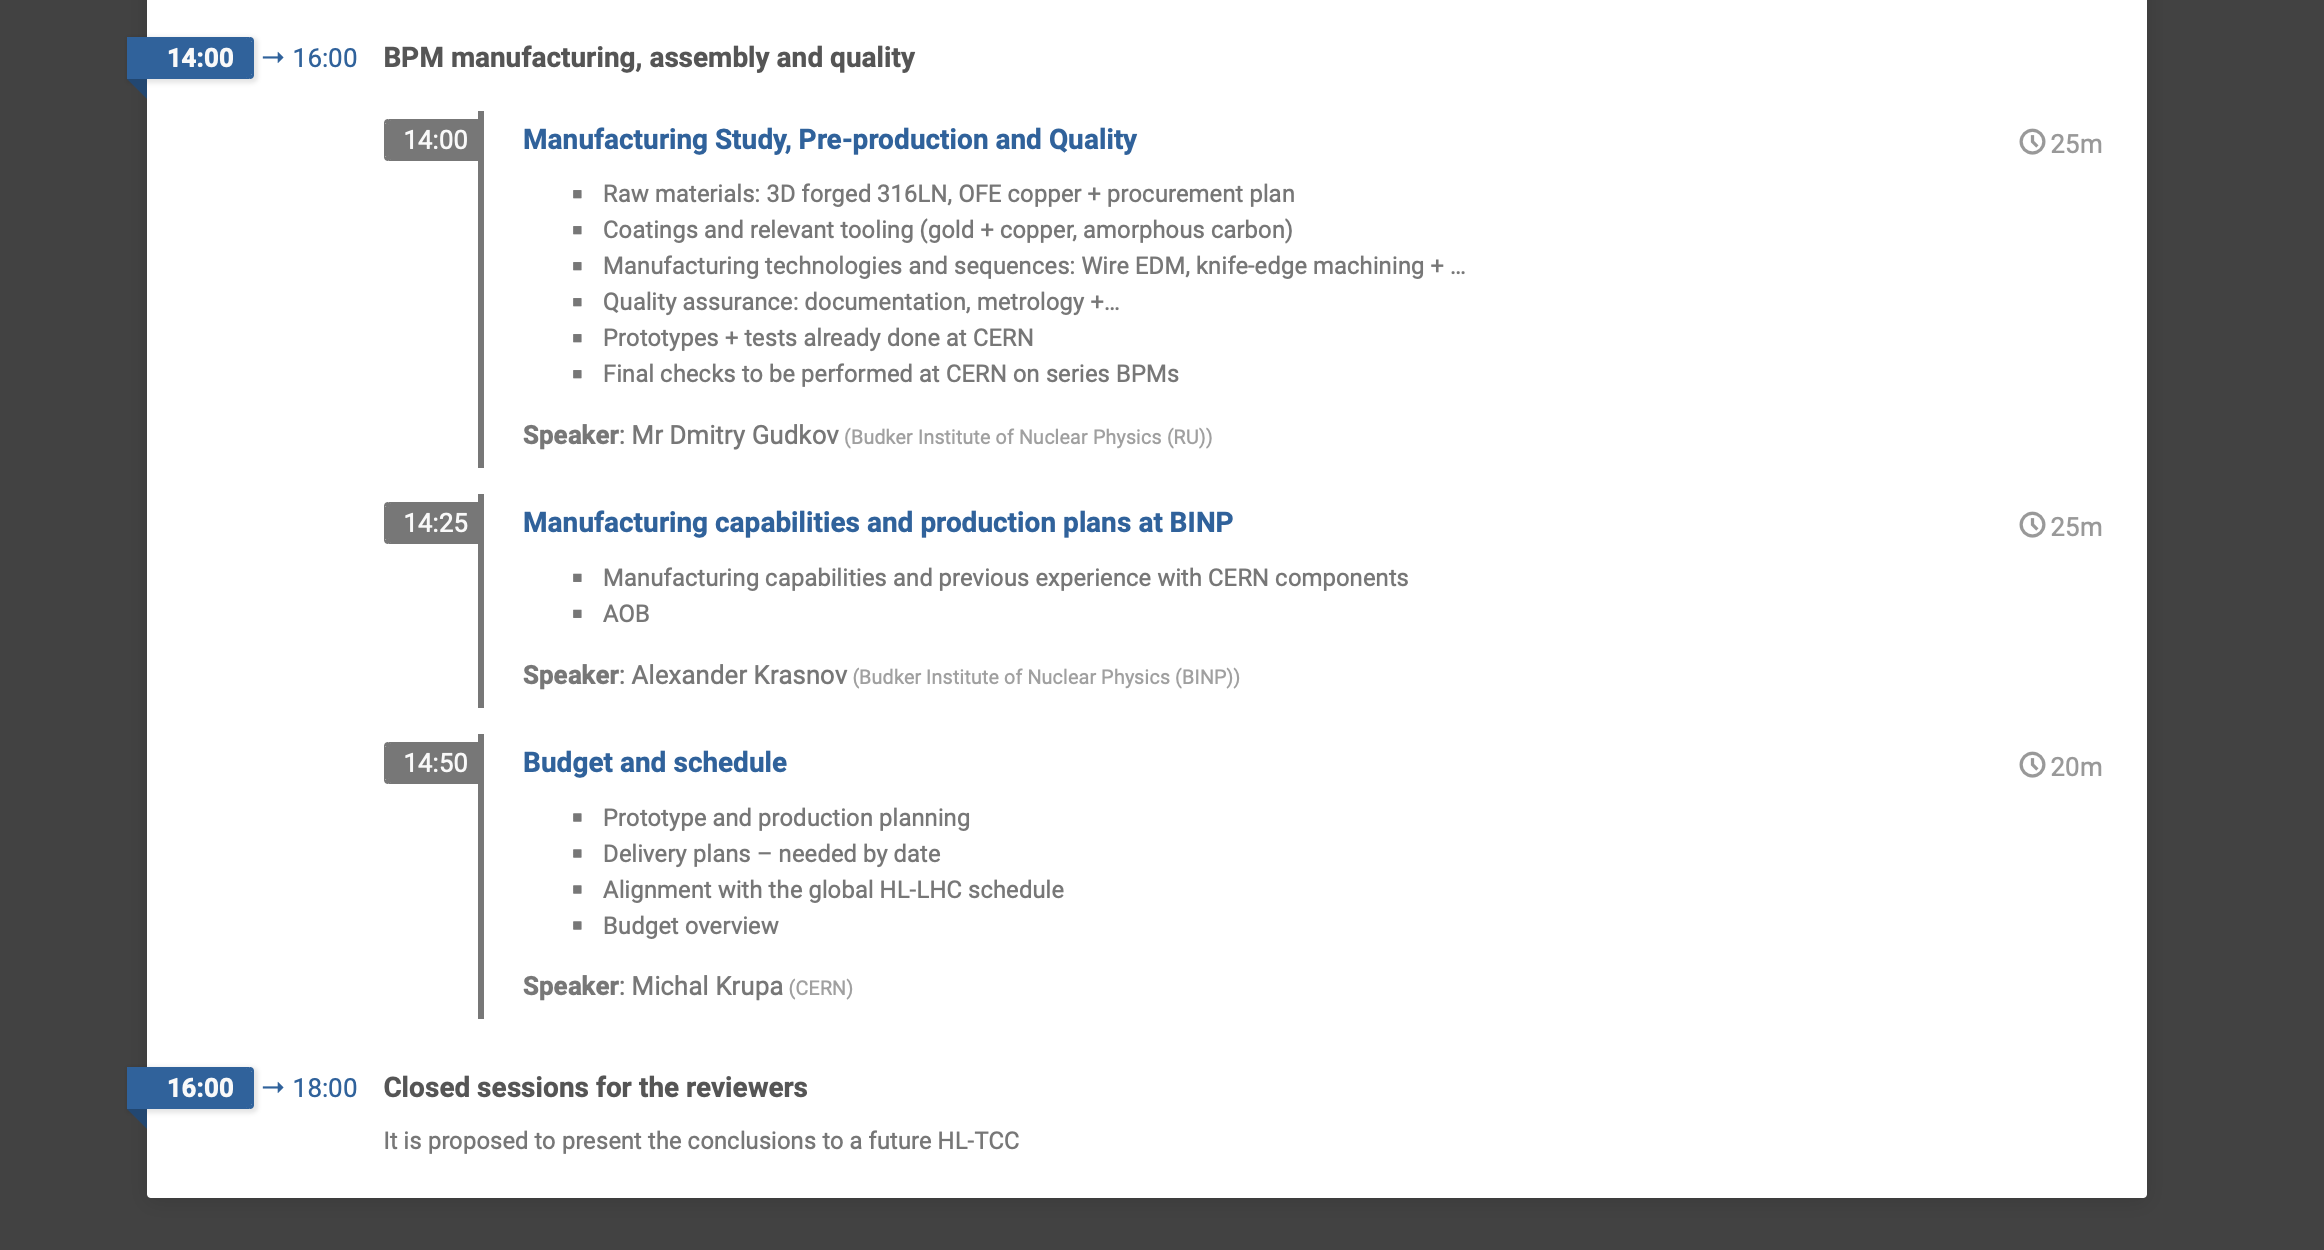 14:00 → 16:00 BPM manufacturing, assembly and quality
14:00 Manufacturing Study, Pre-production and Quality 25m
▪ Raw materials: 3D forged 316LN, OFE copper + procurement plan
▪ Coatings and relevant tooling (gold + copper, amorphous carbon)
▪ Manufacturing technologies and sequences: Wire EDM, knife-edge machining + ...
▪ Quality assurance: documentation, metrology +...
▪ Prototypes + tests already done at CERN
▪ Final checks to be performed at CERN on series BPMs
Speaker: Mr Dmitry Gudkov (Budker Institute of Nuclear Physics (RU))
14:25 Manufacturing capabilities and production plans at BINP 25m
▪ Manufacturing capabilities and previous experience with CERN components
▪ AOB
Speaker: Alexander Krasnov (Budker Institute of Nuclear Physics (BINP))
14:50 Budget and schedule 20m
▪ Prototype and production planning
▪ Delivery plans – needed by date
▪ Alignment with the global HL-LHC schedule
▪ Budget overview
Speaker: Michal Krupa (CERN)
16:00 → 18:00 Closed sessions for the reviewers
It is proposed to present the conclusions to a future HL-TCC